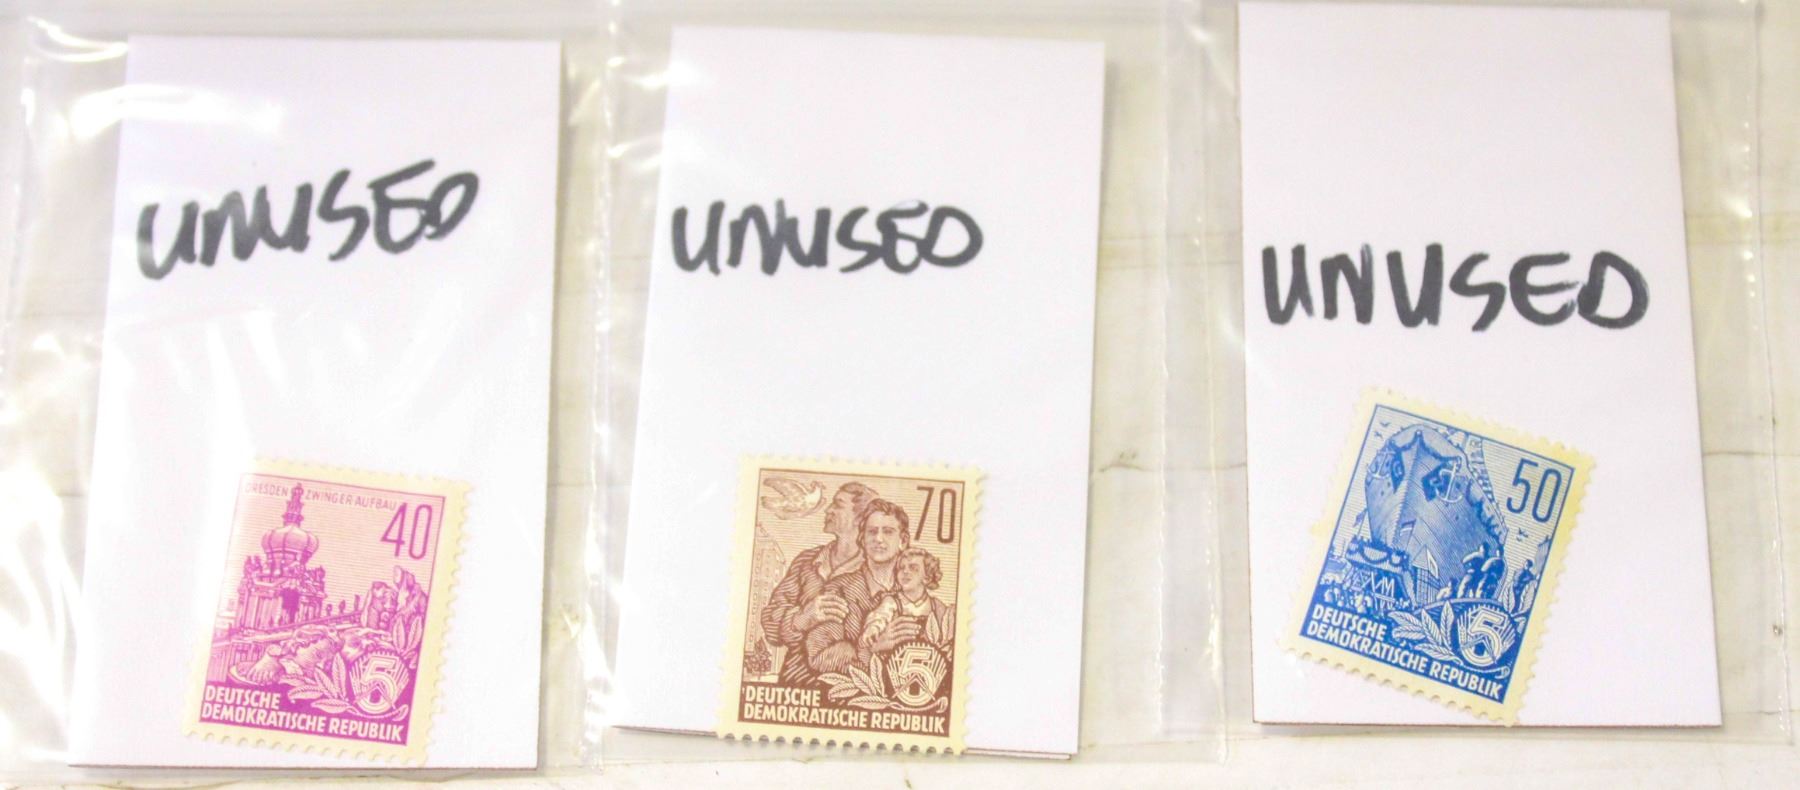 UNUSED
DRESDEN ZWINGER-AUFBAU
40
5
DEUTSCHE
DEMOKRATISCHE REPUBLIK
UNUSED
70
5
DEUTSCHE
DEMOKRATISCHE REPUBLIK
UNUSED
50
5
DEUTSCHE
DEMOKRATISCHE REPUBLIK